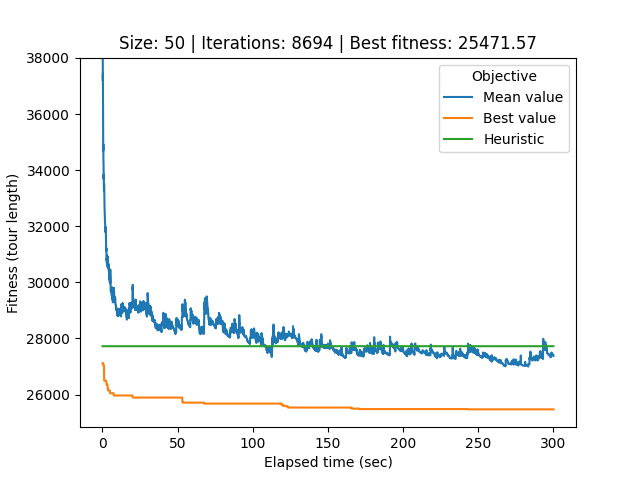 Size: 50 | Iterations: 8694 | Best fitness: 25471.57
Objective
Mean value
Best value
Heuristic
Fitness (tour length)
38000
36000
34000
32000
30000
28000
26000
0 50 100 150 200 250 300
Elapsed time (sec)